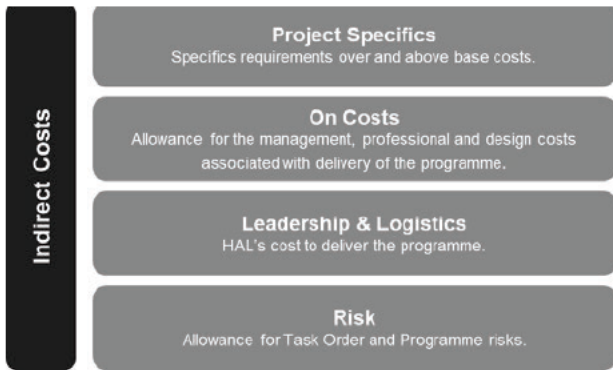 Indirect Costs
Project Specifics
Specifics requirements over and above base costs.
On Costs
Allowance for the management, professional and design costs
associated with delivery of the programme.
Leadership & Logistics
HAL's cost to deliver the programme.
Risk
Allowance for Task Order and Programme risks.